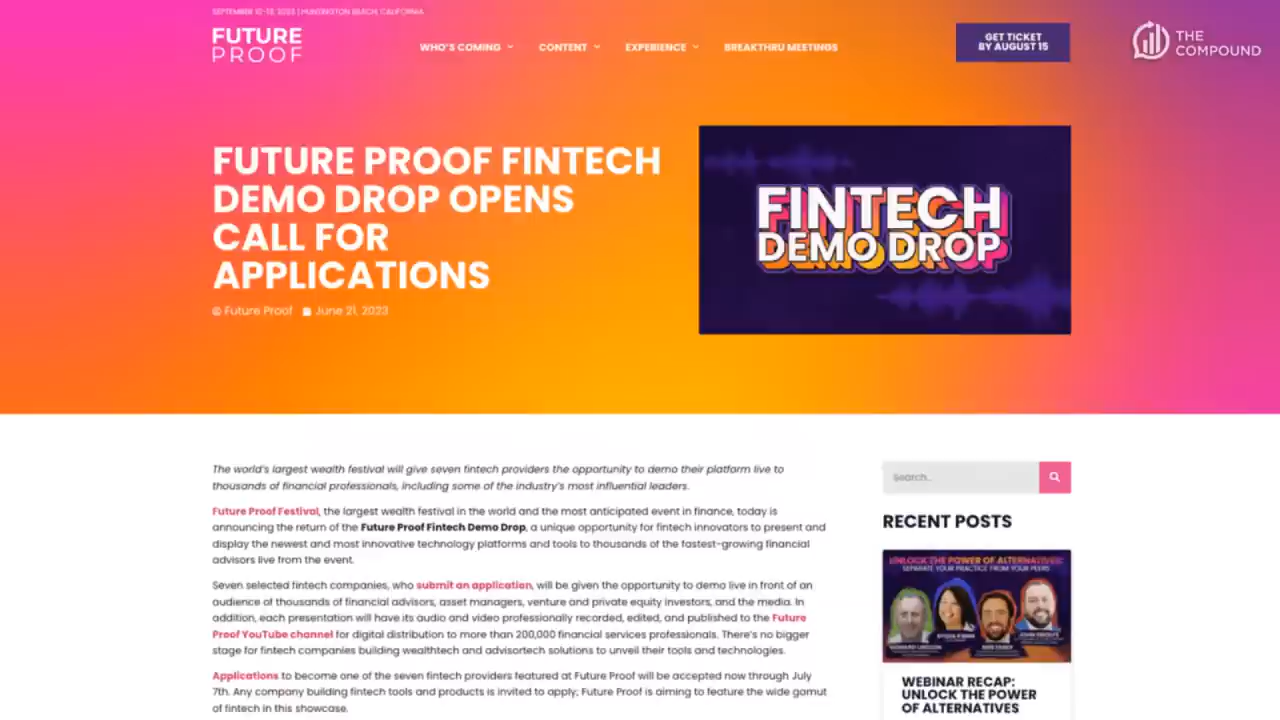 SEPTEMBER 10-13, 2023 | HUNTINGTON BEACH, CALIFORNIA
FUTURE
PROOF
WHO'S COMING
CONTENT
EXPERIENCE
BREAKTHRU MEETINGS
GET TICKET
BY AUGUST 15
THE
COMPOUND
FUTURE PROOF FINTECH
DEMO DROP OPENS
CALL FOR
APPLICATIONS
Future Proof
June 21, 2023
FINTECH
DEMO DROP
The world's largest wealth festival will give seven fintech providers the opportunity to demo their platform live to
thousands of financial professionals, including some of the industry's most influential leaders.
Future Proof Festival, the largest wealth festival in the world and the most anticipated event in finance, today is
announcing the return of the Future Proof Fintech Demo Drop, a unique opportunity for fintech innovators to present and
display the newest and most innovative technology platforms and tools to thousands of the fastest-growing financial
advisors live from the event.
Seven selected fintech companies, who submit an application, will be given the opportunity to demo live in front of an
audience of thousands of financial advisors, asset managers, venture and private equity investors, and the media. In
addition, each presentation will have its audio and video professionally recorded, edited, and published to the Future
Proof YouTube channel for digital distribution to more than 200,000 financial services professionals. There's no bigger
stage for fintech companies building wealthtech and advisortech solutions to unveil their tools and technologies.
Applications to become one of the seven fintech providers featured at Future Proof will be accepted now through July
7th. Any company building fintech tools and products is invited to apply; Future Proof is aiming to feature the wide gamut
of fintech in this showcase.
Search...
RECENT POSTS
UNLOCK THE POWER OF ALTERNATIVES:
SEPARATE YOUR PRACTICE FROM YOUR PEERS
WEBINAR RECAP:
UNLOCK THE POWER
OF ALTERNATIVES